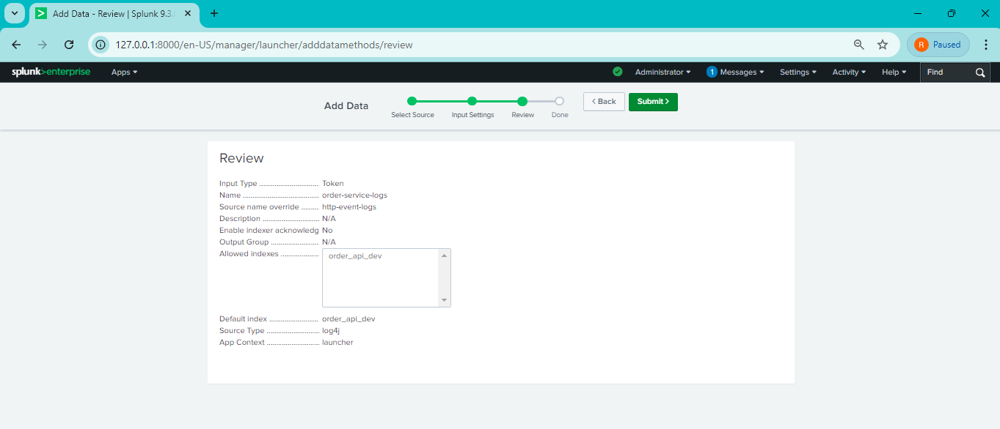 Add Data - Review | Splunk 9.3.
127.0.0.1:8000/en-US/manager/launcher/adddatamethods/review
R Paused
splunk>enterprise Apps Administrator 1 Messages Settings Activity Help Find
Add Data
Select Source Input Settings Review Done
< Back Submit >
Review
Input Type ............................. Token
Name ..................................... order-service-logs
Source name override ......... http-event-logs
Description ............................ N/A
Enable indexer acknowledg No
Output Group ....................... N/A
Allowed indexes ................... order_api_dev
Default index ........................ order_api_dev
Source Type .......................... log4j
App Context .......................... launcher